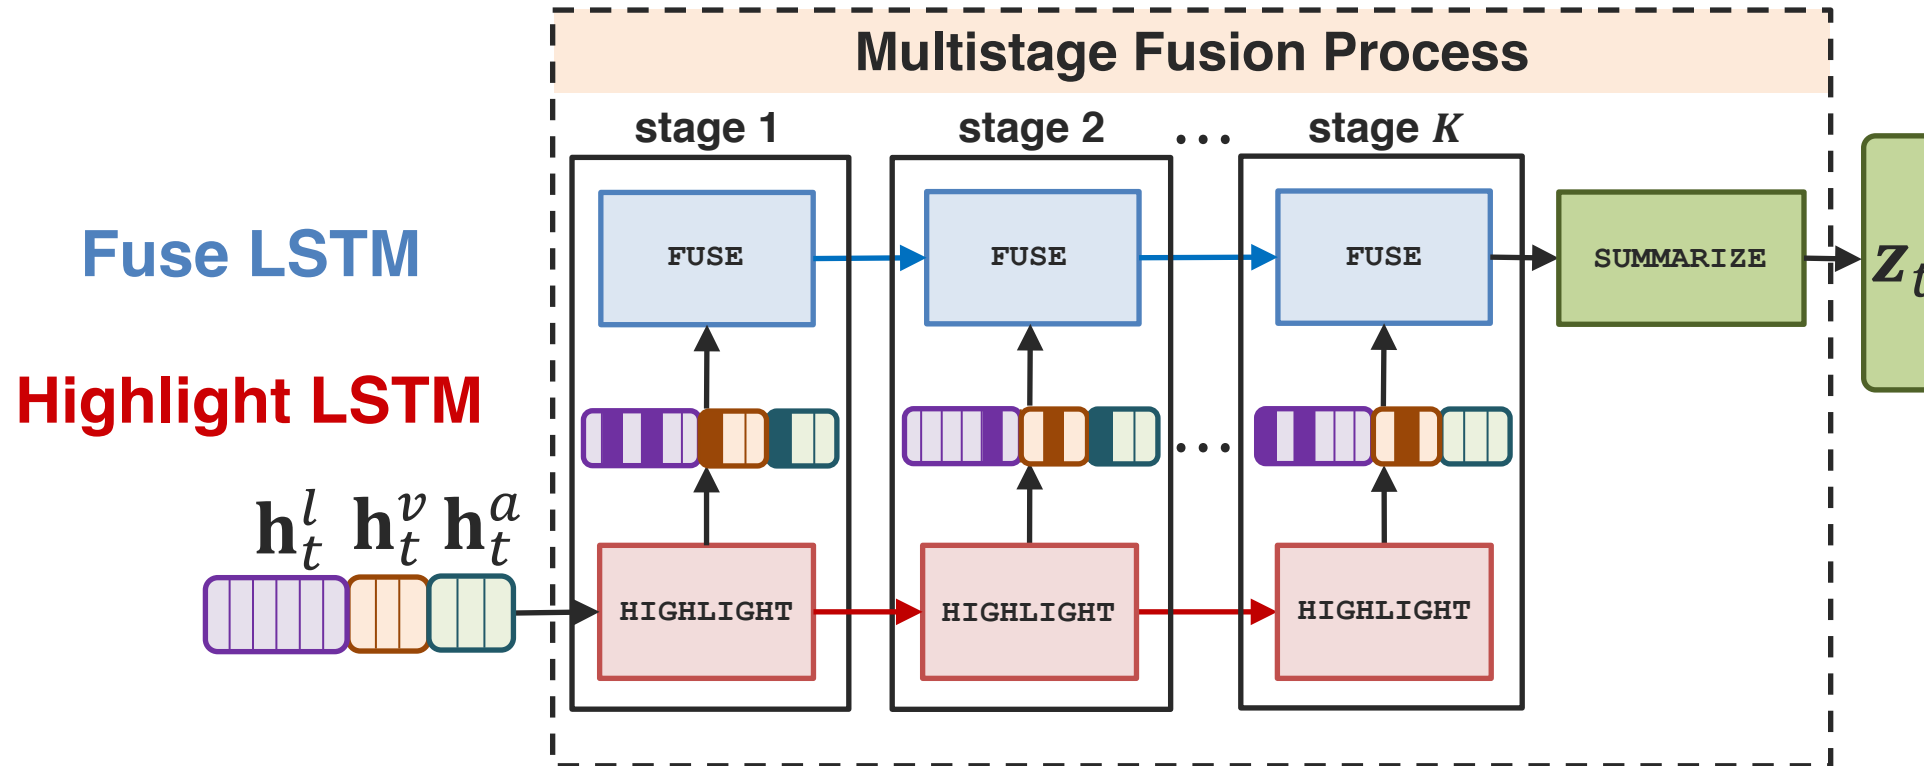 Multistage Fusion Process
stage 1 stage 2 ... stage K
Fuse LSTM
FUSE FUSE FUSE SUMMARIZE
z_t
Highlight LSTM
...
h_t^l h_t^v h_t^a
HIGHLIGHT HIGHLIGHT HIGHLIGHT